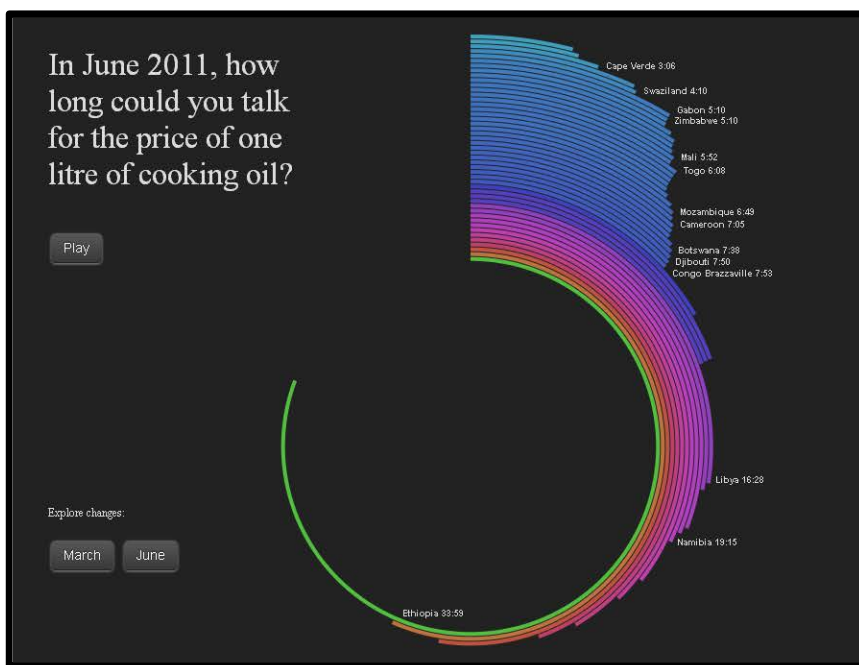 In June 2011, how
long could you talk
for the price of one
litre of cooking oil?
Play
Cape Verde 3:06
Swaziland 4:10
Gabon 5:10
Zimbabwe 5:10
Mali 5:52
Togo 6:08
Mozambique 6:49
Cameroon 7:05
Botswana 7:38
Djibouti 7:50
Congo Brazzaville 7:53
Libya 16:28
Namibia 19:15
Ethiopia 33:59
Explore changes:
March
June